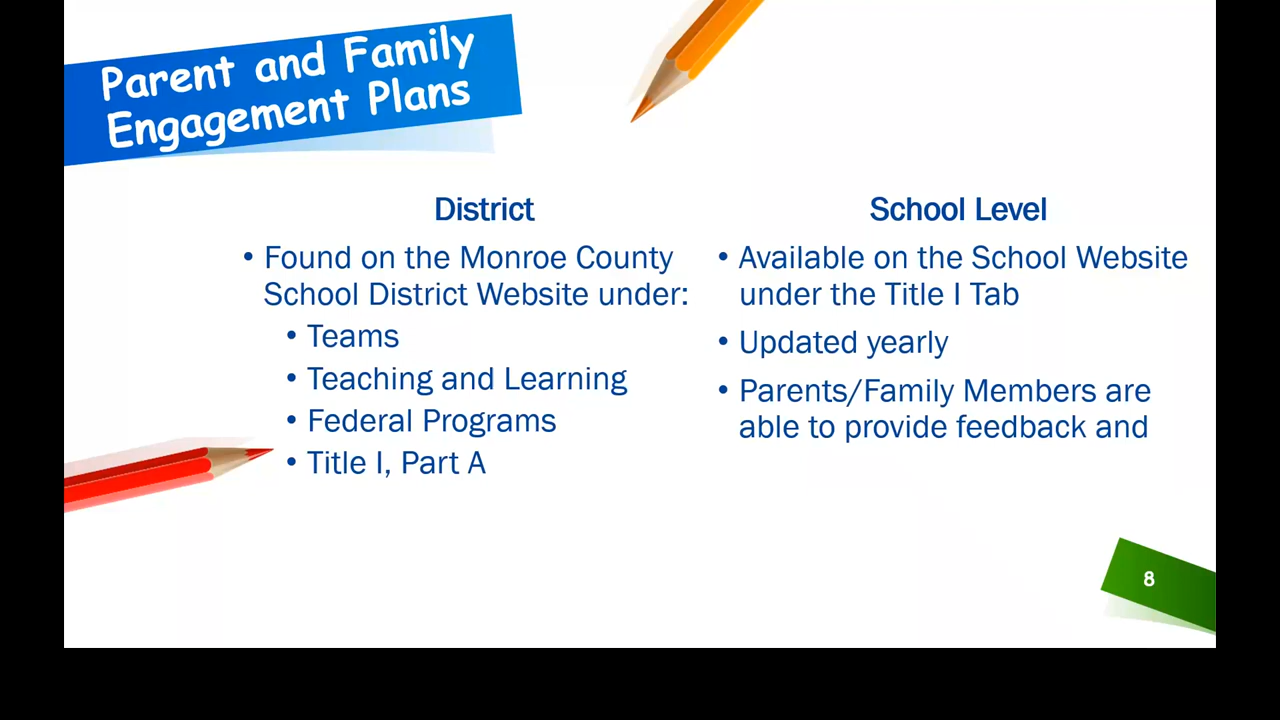 Parent and Family
Engagement Plans
District
• Found on the Monroe County
School District Website under:
• Teams
• Teaching and Learning
• Federal Programs
• Title I, Part A
School Level
• Available on the School Website
under the Title I Tab
• Updated yearly
• Parents/Family Members are
able to provide feedback and
8